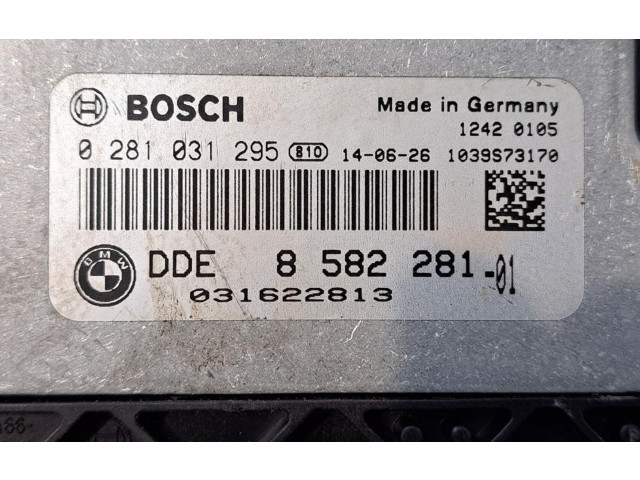 BOSCH Made in Germany
1242 0105
0 281 031 295 810 14-06-26 1039S73170
BMW DDE 8 582 281-01
031622813